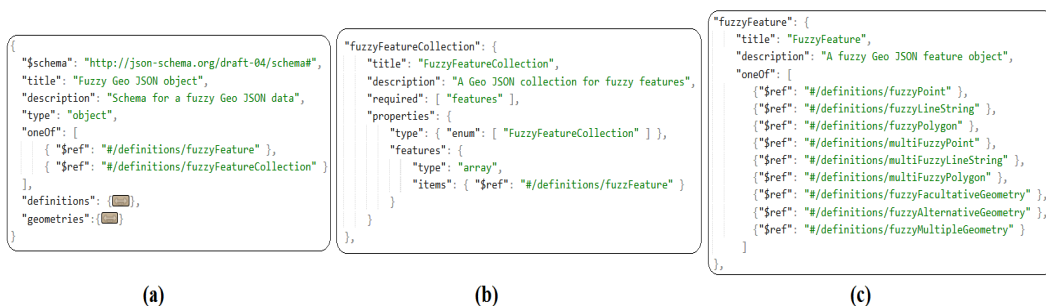 {
"$schema": "http://json-schema.org/draft-04/schema#",
"title": "Fuzzy Geo JSON object",
"description": "Schema for a fuzzy Geo JSON data",
"type": "object",
"oneOf": [
{ "$ref": "#/definitions/fuzzyFeature" },
{ "$ref": "#/definitions/fuzzyFeatureCollection" }
],
"definitions": {
},
"geometries":{
}
}
(a)
"fuzzyFeatureCollection": {
"title": "FuzzyFeatureCollection",
"description": "A Geo JSON collection for fuzzy features",
"required": [ "features" ],
"properties": {
"type": { "enum": [ "FuzzyFeatureCollection" ] },
"features": {
"type": "array",
"items": { "$ref": "#/definitions/fuzzFeature" }
}
}
},
(b)
"fuzzyFeature": {
"title": "FuzzyFeature",
"description": "A fuzzy Geo JSON feature object",
"oneOf": [
{"$ref": "#/definitions/fuzzyPoint" },
{"$ref": "#/definitions/fuzzyLineString" },
{"$ref": "#/definitions/fuzzyPolygon" },
{"$ref": "#/definitions/multiFuzzyPoint" },
{"$ref": "#/definitions/multiFuzzyLineString" },
{"$ref": "#/definitions/multiFuzzyPolygon" },
{"$ref": "#/definitions/fuzzyFacultativeGeometry" },
{"$ref": "#/definitions/fuzzyAlternativeGeometry" },
{"$ref": "#/definitions/fuzzyMultipleGeometry" }
]
},
(c)